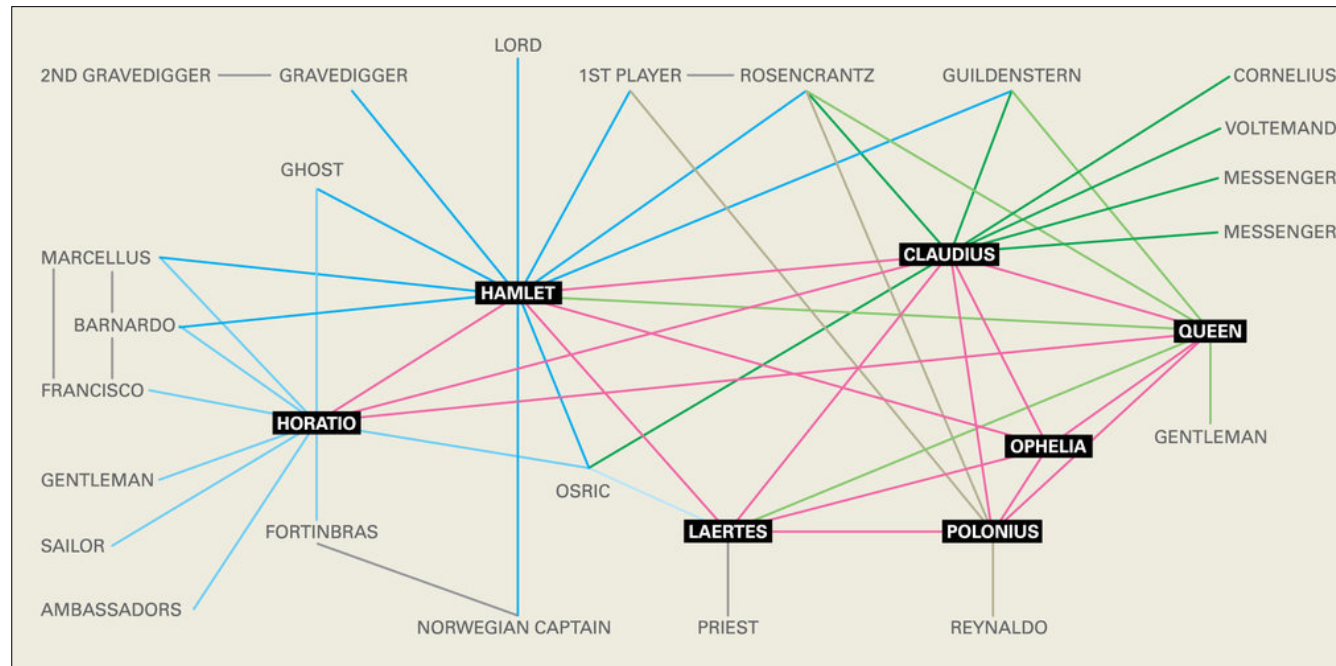 LORD
2ND GRAVEDIGGER GRAVEDIGGER 1ST PLAYER ROSENCRANTZ GUILDENSTERN CORNELIUS
VOLTEMAND
GHOST MESSENGER
MESSENGER
MARCELLUS CLAUDIUS
HAMLET
BARNARDO QUEEN
FRANCISCO
HORATIO
OPHELIA GENTLEMAN
GENTLEMAN
OSRIC
FORTINBRAS LAERTES POLONIUS
SAILOR
AMBASSADORS
NORWEGIAN CAPTAIN PRIEST REYNALDO